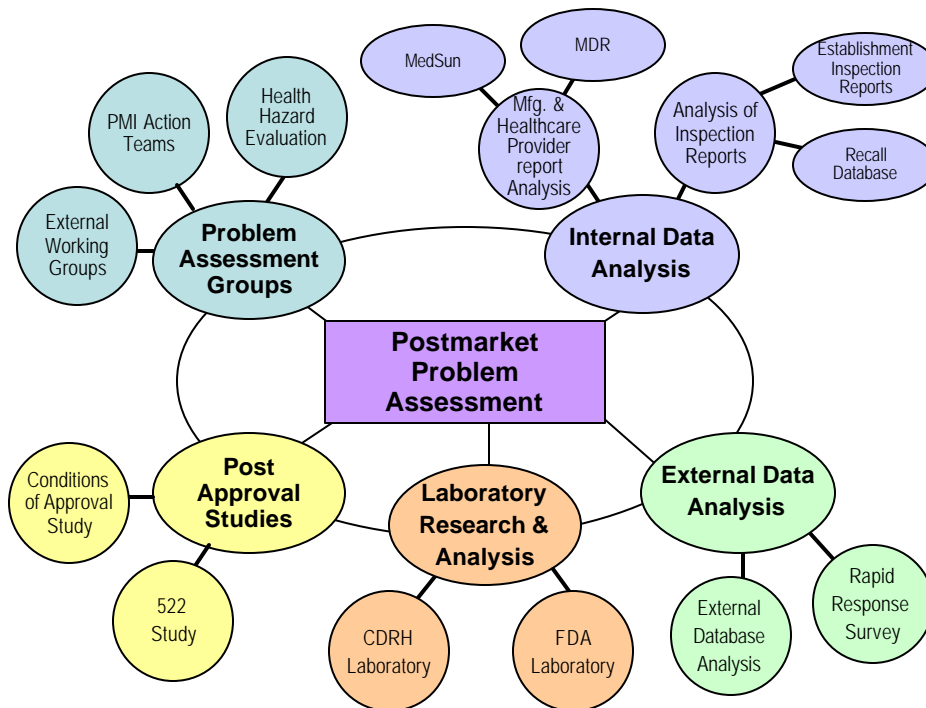 MedSun
MDR
Establishment
Inspection
Reports
Mfg. &
Healthcare
Provider
report
Analysis
Analysis of
Inspection
Reports
Recall
Database
Health
Hazard
Evaluation
PMI Action
Teams
External
Working
Groups
Problem
Assessment
Groups
Internal Data
Analysis
Postmarket
Problem
Assessment
Conditions
of Approval
Study
Post
Approval
Studies
522
Study
Laboratory
Research &
Analysis
CDRH
Laboratory
FDA
Laboratory
External Data
Analysis
External
Database
Analysis
Rapid
Response
Survey